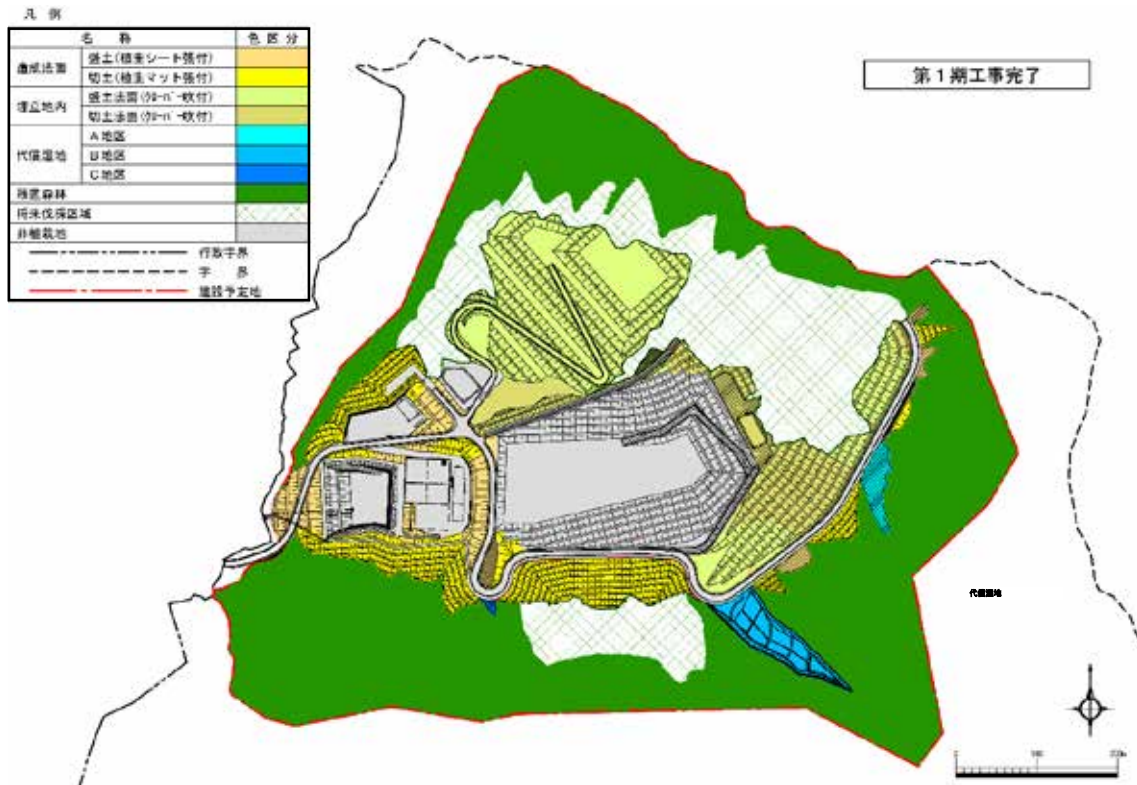 凡 例
名 称 色 区 分
造成法面
盛土(植生シート張付)
切土(植生マット張付)
埋立地内
盛土法面(ｸﾛｰﾊﾞｰ吹付)
切土法面(ｸﾛｰﾊﾞｰ吹付)
代償湿地
A地区
B地区
C地区
残置森林
将来伐採区域
非植栽地
行政字界
字 界
建設予定地
第1期工事完了
代償湿地
0
100
200m